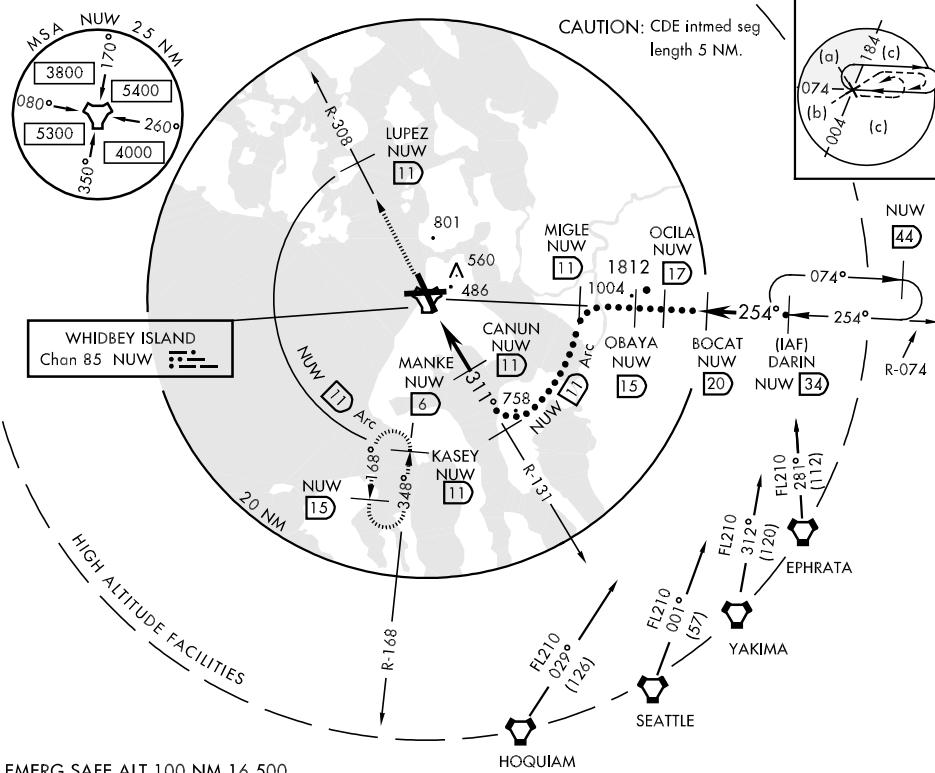 MSA NUW 25 NM
170°
3800
5400
080°
260°
5300
4000
350°
CAUTION: CDE intmed seg
length 5 NM.
(a)
184
(c)
074
(b)
004
(c)
R-308
LUPEZ
NUW
11
801
560
486
MIGLE
NUW
11
OCILA
NUW
17
1812
1004
NUW
44
074°
254°
254°
R-074
WHIDBEY ISLAND
Chan 85 NUW
CANUN
NUW
11
MANKE
NUW
6
311°
758
NUW 11 Arc
NUW 11 Arc
OBAYA
NUW
15
BOCAT
NUW
20
(IAF)
DARIN
NUW 34
168°
348°
KASEY
NUW
11
NUW
15
R-131
20 NM
R-168
HIGH ALTITUDE FACILITIES
FL210
281°
(112)
EPHRATA
FL210
312°
(120)
YAKIMA
FL210
001°
(57)
SEATTLE
FL210
029°
(126)
HOQUIAM
EMERG SAFE ALT 100 NM 16,500